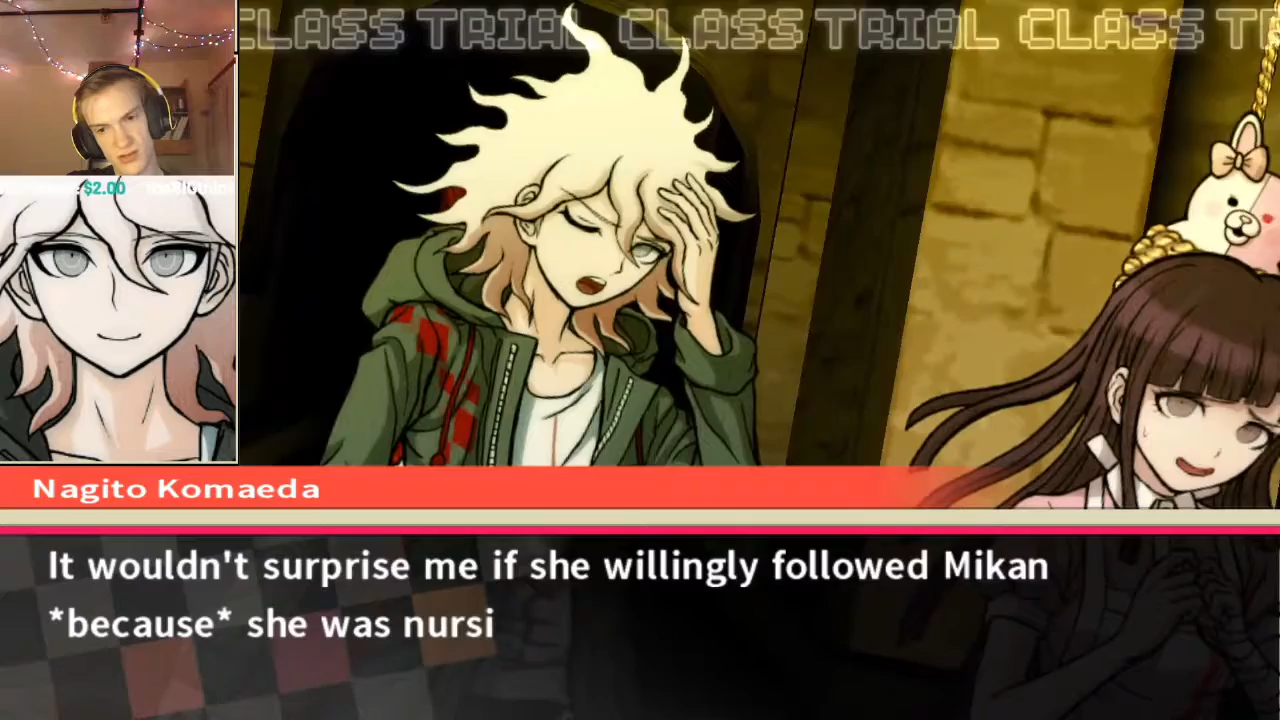 CLASS TRIAL CLASS TRIAL CLASS T
$2.00
Nagito Komaeda
It wouldn't surprise me if she willingly followed Mikan
*because* she was nursi